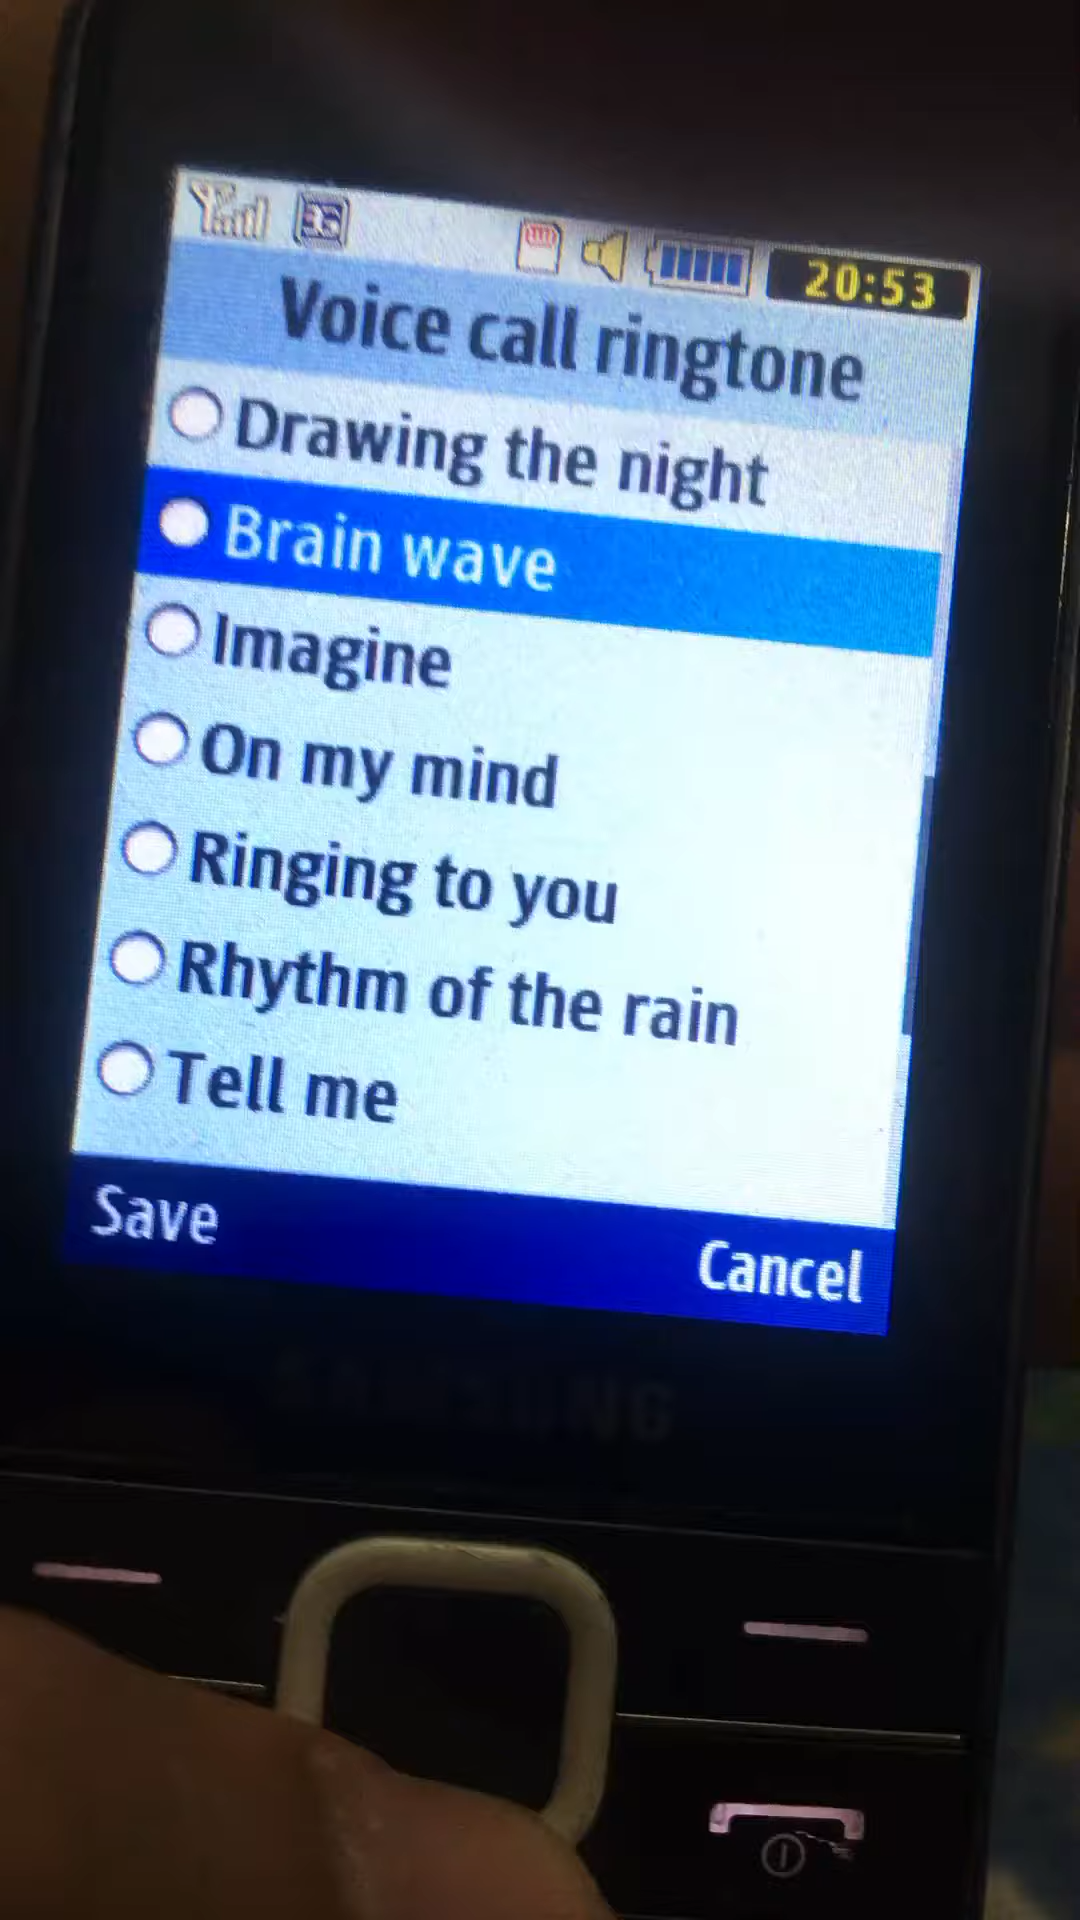 20:53
Voice call ringtone
Drawing the night
Brain wave
Imagine
On my mind
Ringing to you
Rhythm of the rain
Tell me
Save
Cancel
SAMSUNG